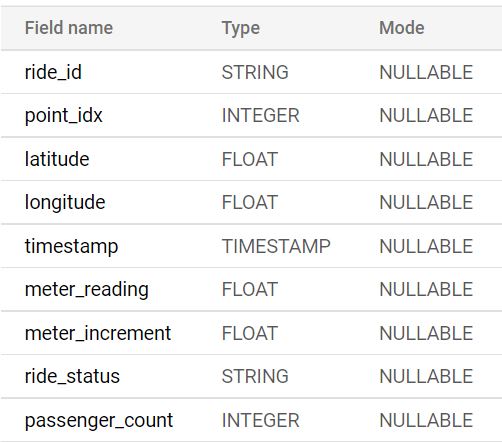 Field name Type Mode
ride_id STRING NULLABLE
point_idx INTEGER NULLABLE
latitude FLOAT NULLABLE
longitude FLOAT NULLABLE
timestamp TIMESTAMP NULLABLE
meter_reading FLOAT NULLABLE
meter_increment FLOAT NULLABLE
ride_status STRING NULLABLE
passenger_count INTEGER NULLABLE